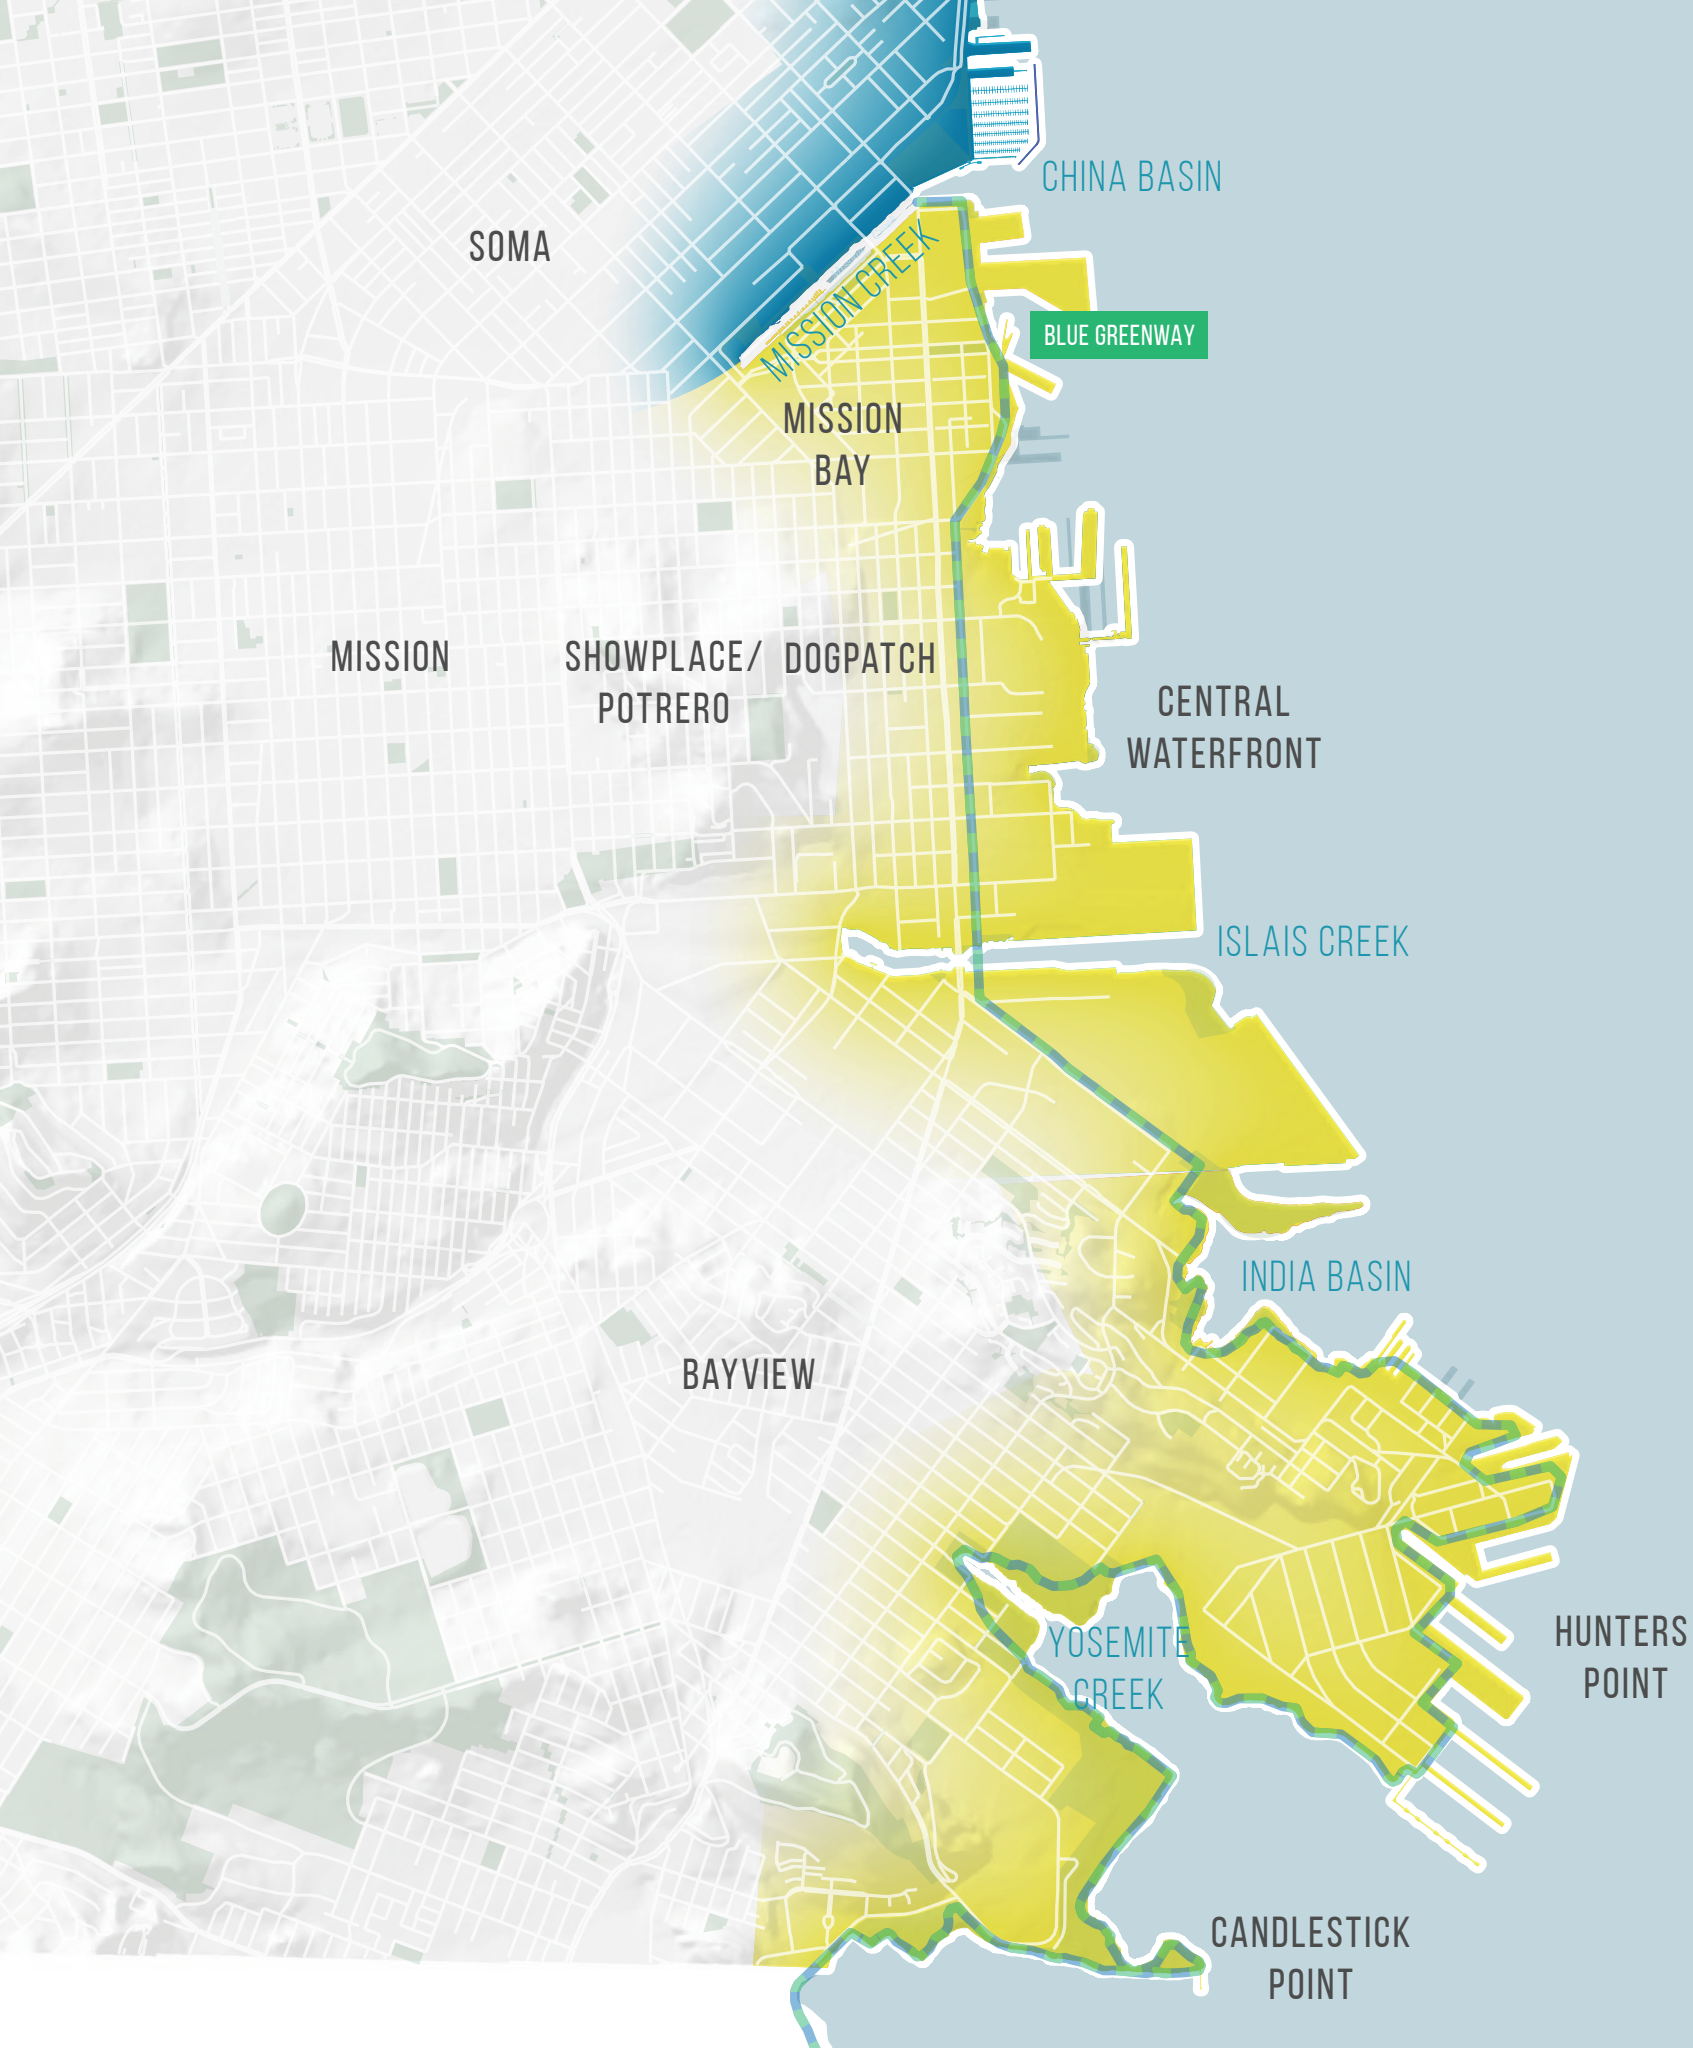 CHINA BASIN
SOMA
MISSION CREEK
BLUE GREENWAY
MISSION
BAY
MISSION
SHOWPLACE/
POTRERO
DOGPATCH
CENTRAL
WATERFRONT
ISLAIS CREEK
INDIA BASIN
BAYVIEW
YOSEMITE
CREEK
HUNTERS
POINT
CANDLESTICK
POINT